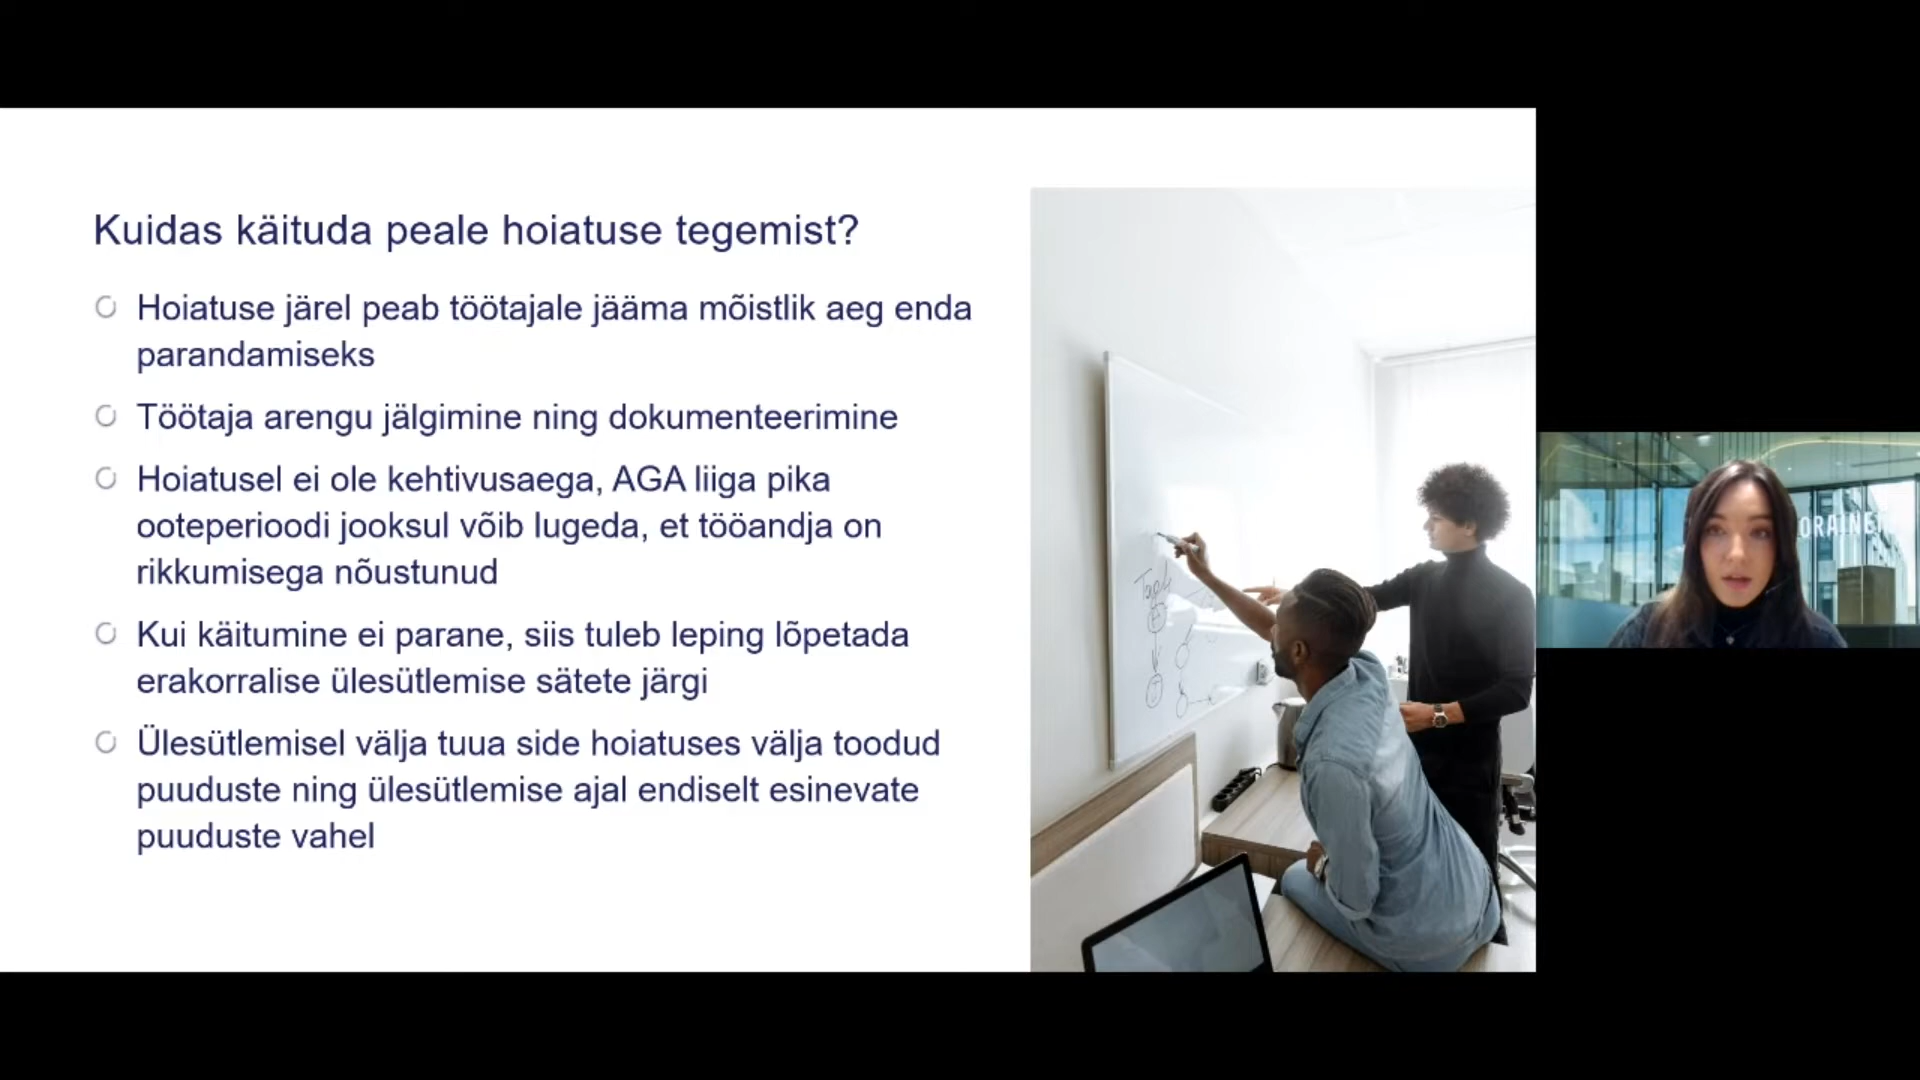 Kuidas käituda peale hoiatuse tegemist?
Hoiatuse järel peab töötajale jääma mõistlik aeg enda
parandamiseks
Töötaja arengu jälgimine ning dokumenteerimine
Hoiatusel ei ole kehtivusaega, AGA liiga pika
ooteperioodi jooksul võib lugeda, et tööandja on
rikkumisega nõustunud
Kui käitumine ei parane, siis tuleb leping lõpetada
erakorralise ülesütlemise sätete järgi
Ülesütlemisel välja tuua side hoiatuses välja toodud
puuduste ning ülesütlemise ajal endiselt esinevate
puuduste vahel